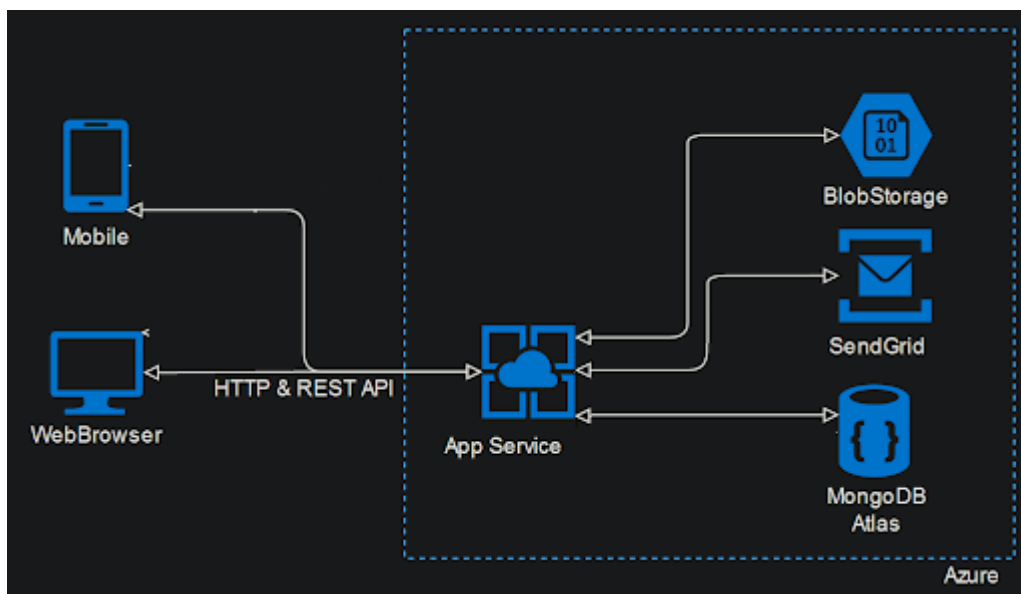 Mobile
WebBrowser
HTTP & REST API
App Service
10
01
BlobStorage
SendGrid
{ }
MongoDB
Atlas
Azure